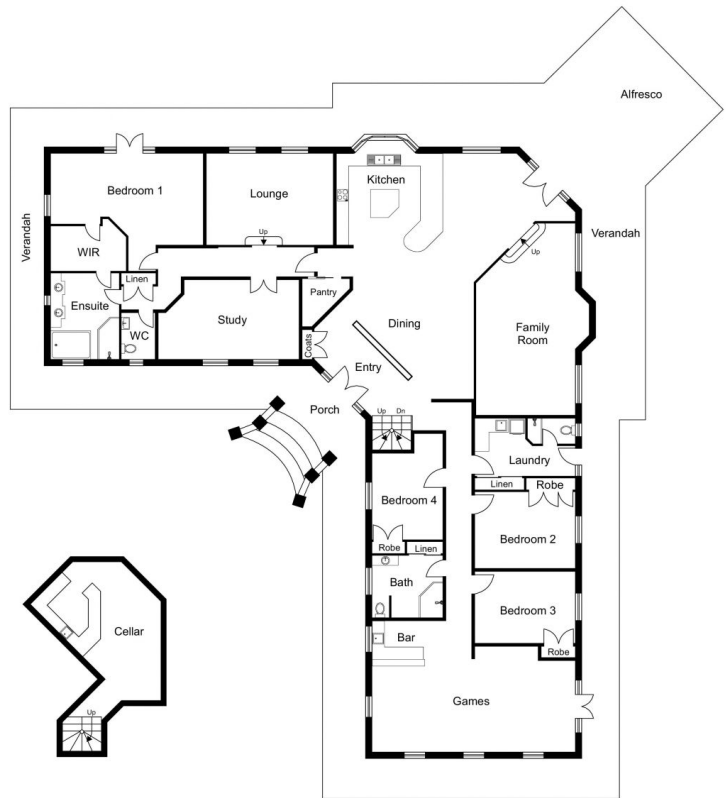 Alfresco
Verandah
Bedroom 1
Lounge
Kitchen
Up
WIR
Linen
Ensuite
WC
Study
Pantry
Coats
Dining
Entry
Porch
Verandah
Up
Family
Room
Up Dn
Laundry
Linen
Robe
Bedroom 4
Robe
Linen
Bedroom 2
Bath
Bedroom 3
Robe
Bar
Games
Cellar
Up